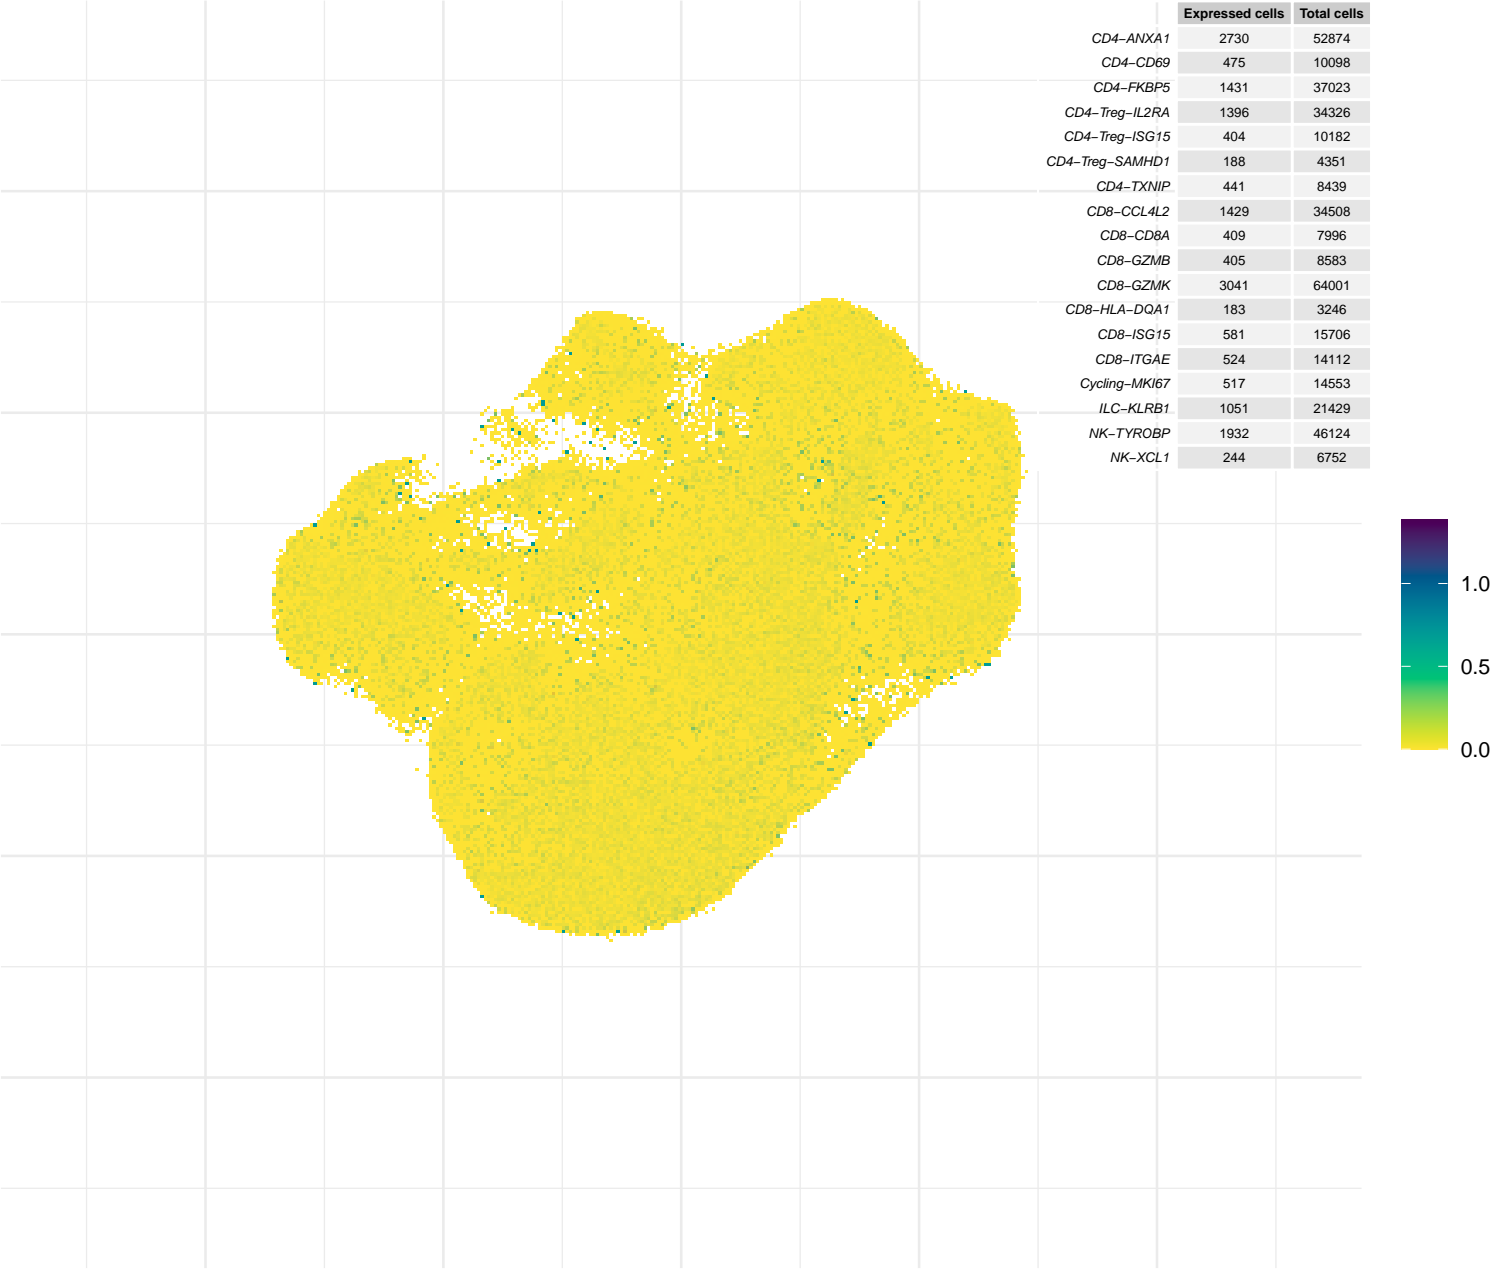 Expressed cells Total cells
CD4−ANXA1 2730 52874
CD4−CD69 475 10098
CD4−FKBP5 1431 37023
CD4−Treg−IL2RA 1396 34326
CD4−Treg−ISG15 404 10182
CD4−Treg−SAMHD1 188 4351
CD4−TXNIP 441 8439
CD8−CCL4L2 1429 34508
CD8−CD8A 409 7996
CD8−GZMB 405 8583
CD8−GZMK 3041 64001
CD8−HLA−DQA1 183 3246
CD8−ISG15 581 15706
CD8−ITGAE 524 14112
Cycling−MKI67 517 14553
ILC−KLRB1 1051 21429
NK−TYROBP 1932 46124
NK−XCL1 244 6752
1.0
0.5
0.0